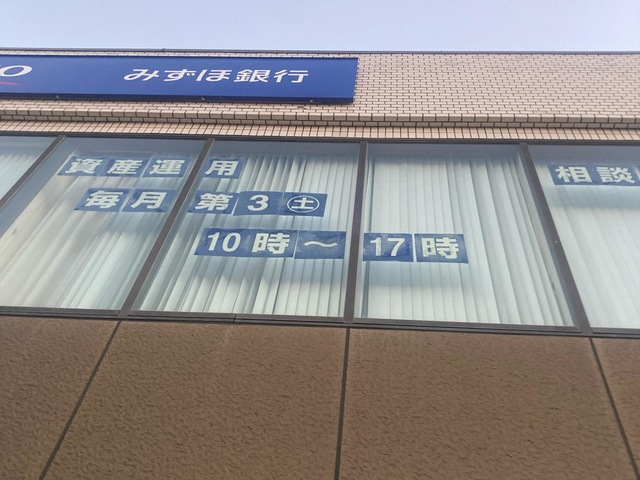 みずほ銀行
資産運用 相談
毎月 第3㊏
10時～17時